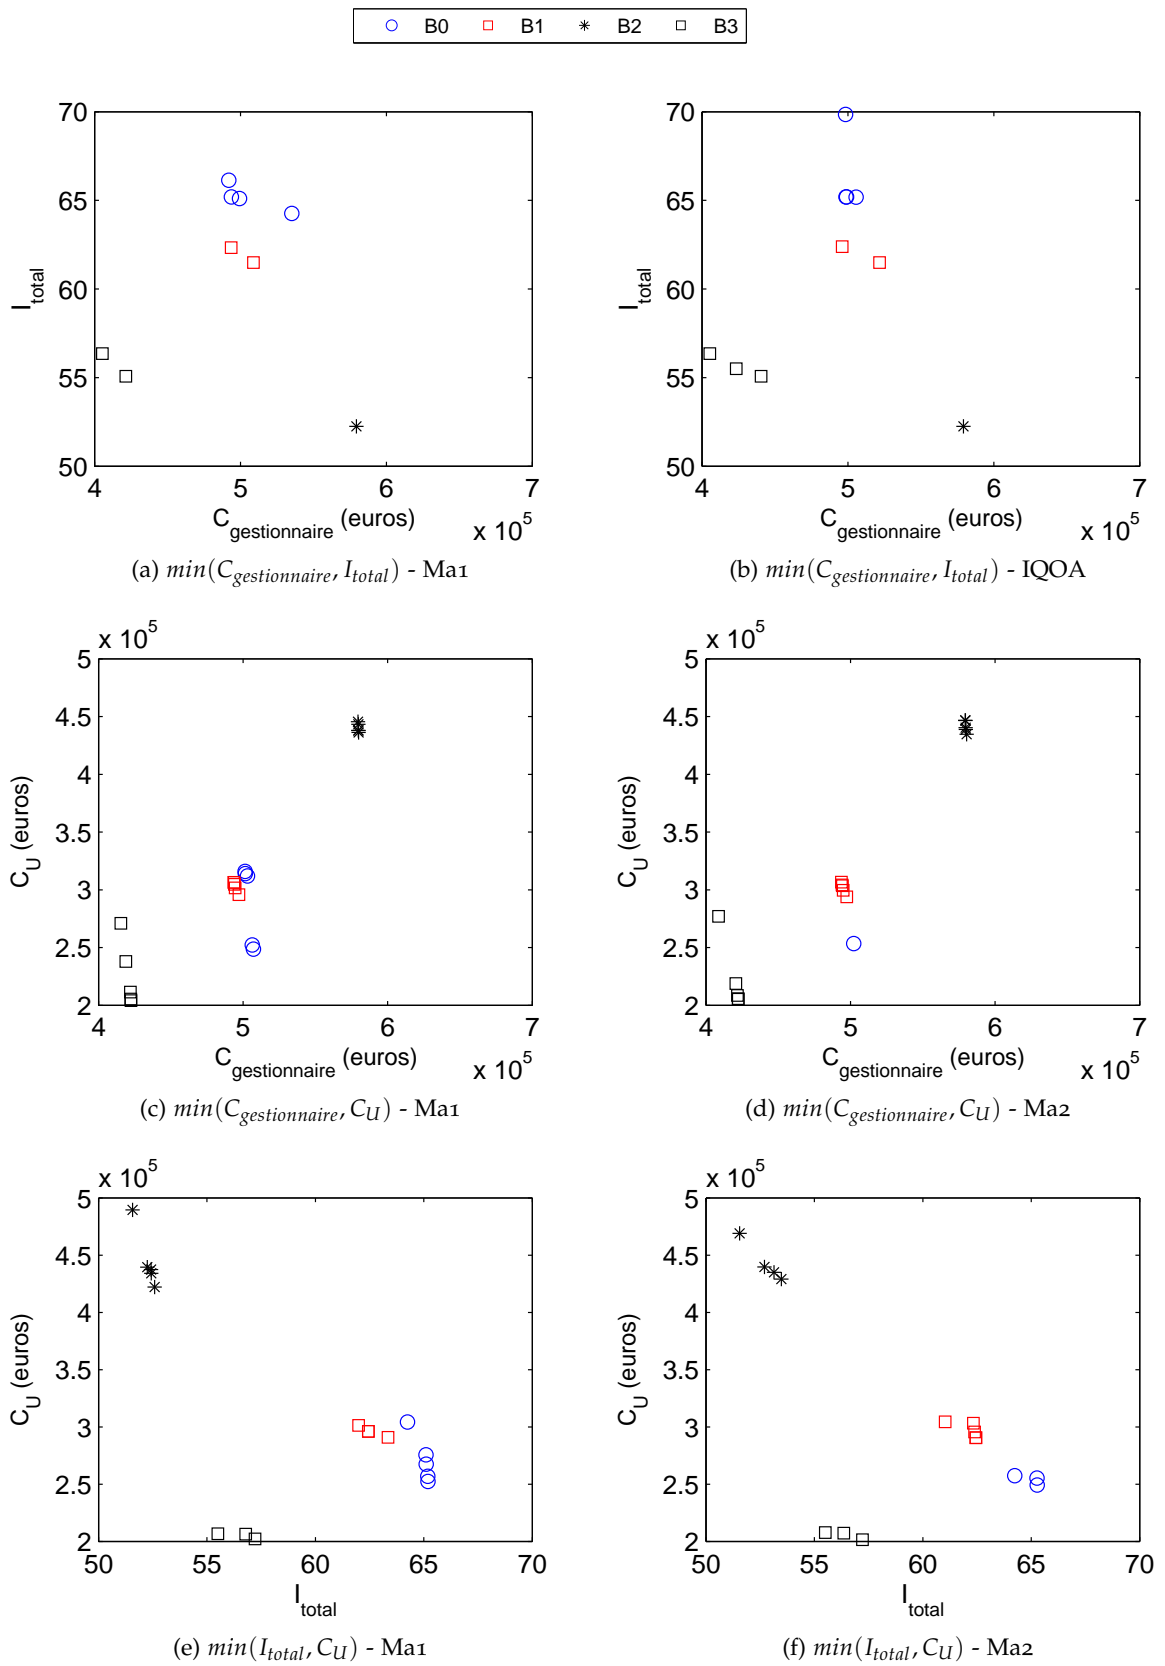 B0 B1 B2 B3
70
65
60
55
50
I_total
4 5 6 7
C_gestionnaire (euros)
x 10^5
(a) min(C_gestionnaire, I_total) - Ma1
70
65
60
55
50
I_total
4 5 6 7
C_gestionnaire (euros)
x 10^5
(b) min(C_gestionnaire, I_total) - IQOA
x 10^5
5
4.5
4
3.5
3
2.5
2
C_U (euros)
4 5 6 7
C_gestionnaire (euros)
x 10^5
(c) min(C_gestionnaire, C_U) - Ma1
x 10^5
5
4.5
4
3.5
3
2.5
2
C_U (euros)
4 5 6 7
C_gestionnaire (euros)
x 10^5
(d) min(C_gestionnaire, C_U) - Ma2
x 10^5
5
4.5
4
3.5
3
2.5
2
C_U (euros)
50 55 60 65 70
I_total
(e) min(I_total, C_U) - Ma1
x 10^5
5
4.5
4
3.5
3
2.5
2
C_U (euros)
50 55 60 65 70
I_total
(f) min(I_total, C_U) - Ma2